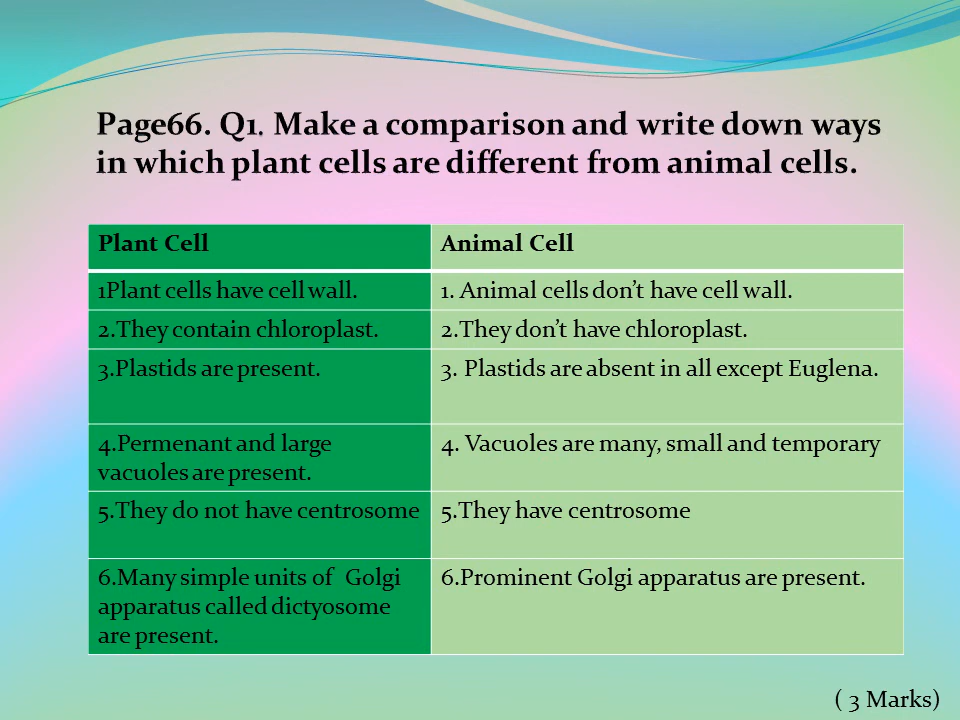 Page66. Q1. Make a comparison and write down ways
in which plant cells are different from animal cells.
Plant Cell
Animal Cell
1Plant cells have cell wall.
1. Animal cells don't have cell wall.
2.They contain chloroplast.
2.They don't have chloroplast.
3.Plastids are present.
3. Plastids are absent in all except Euglena.
4.Permenant and large
vacuoles are present.
4. Vacuoles are many, small and temporary
5.They do not have centrosome
5.They have centrosome
6.Many simple units of Golgi
apparatus called dictyosome
are present.
6.Prominent Golgi apparatus are present.
( 3 Marks)